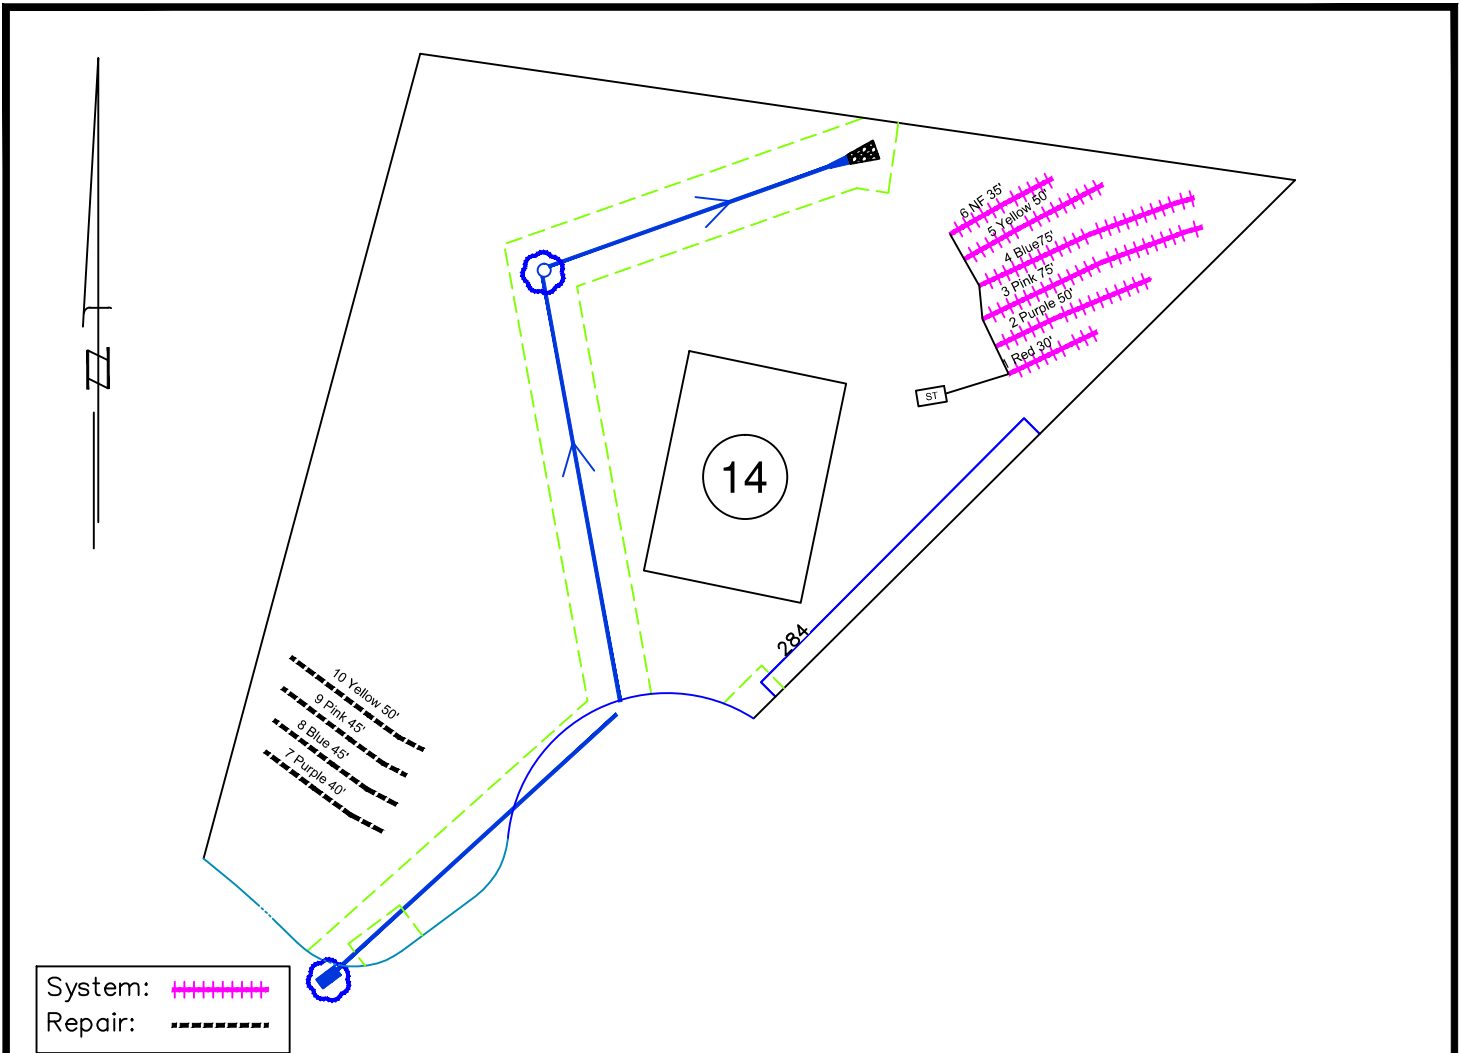 6 NF 35'
5 Yellow 50'
4 Blue75'
3 Pink 75'
2 Purple 50'
Red 30'
ST
14
284
10 Yellow 50'
9 Pink 45'
8 Blue 45'
7 Purple 40'
N
System:
Repair: